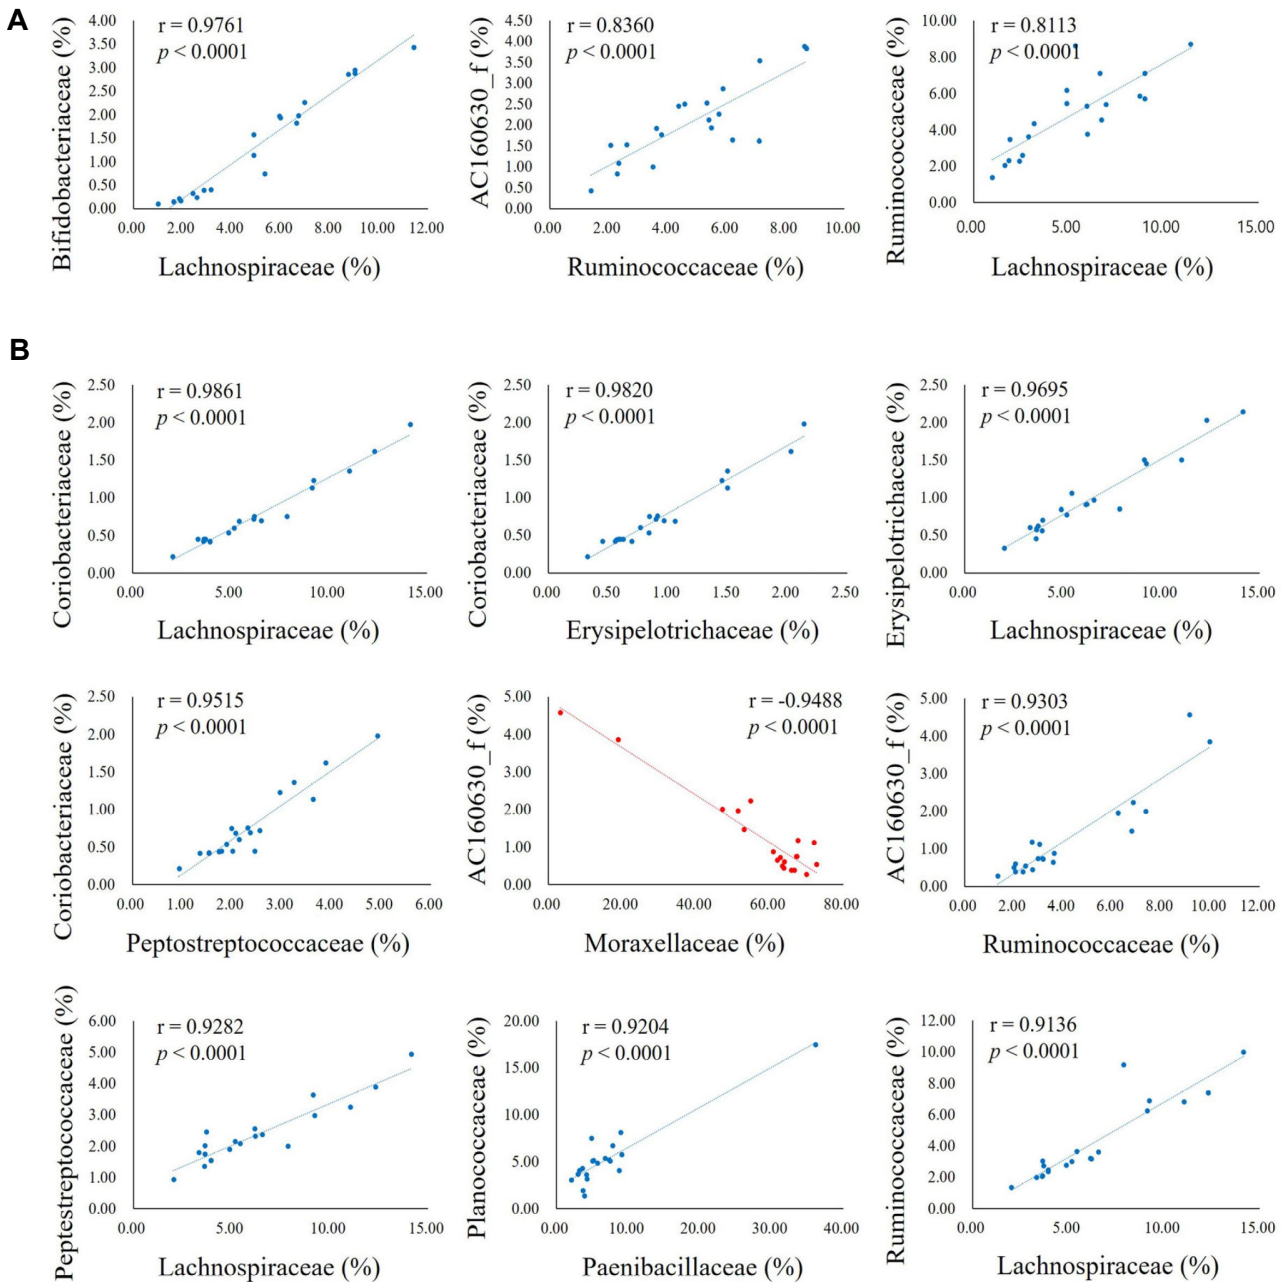 A
Bifidobacteriaceae (%)
4.00
3.50
3.00
2.50
2.00
1.50
1.00
0.50
0.00
r = 0.9761
p < 0.0001
0.00 2.00 4.00 6.00 8.00 10.00 12.00
Lachnospiraceae (%)
AC160630_f (%)
4.50
4.00
3.50
3.00
2.50
2.00
1.50
1.00
0.50
0.00
r = 0.8360
p < 0.0001
0.00 2.00 4.00 6.00 8.00 10.00
Ruminococcaceae (%)
Ruminococcaceae (%)
10.00
8.00
6.00
4.00
2.00
0.00
r = 0.8113
p < 0.0001
0.00 5.00 10.00 15.00
Lachnospiraceae (%)
B
Coriobacteriaceae (%)
2.50
2.00
1.50
1.00
0.50
0.00
r = 0.9861
p < 0.0001
0.00 5.00 10.00 15.00
Lachnospiraceae (%)
Coriobacteriaceae (%)
2.50
2.00
1.50
1.00
0.50
0.00
r = 0.9820
p < 0.0001
0.00 0.50 1.00 1.50 2.00 2.50
Erysipelotrichaceae (%)
Erysipelotrichaceae (%)
2.50
2.00
1.50
1.00
0.50
0.00
r = 0.9695
p < 0.0001
0.00 5.00 10.00 15.00
Lachnospiraceae (%)
Coriobacteriaceae (%)
2.50
2.00
1.50
1.00
0.50
0.00
r = 0.9515
p < 0.0001
0.00 1.00 2.00 3.00 4.00 5.00 6.00
Peptostreptococcaceae (%)
AC160630_f (%)
5.00
4.00
3.00
2.00
1.00
0.00
r = -0.9488
p < 0.0001
0.00 20.00 40.00 60.00 80.00
Moraxellaceae (%)
AC160630_f (%)
5.00
4.00
3.00
2.00
1.00
0.00
r = 0.9303
p < 0.0001
0.00 2.00 4.00 6.00 8.00 10.00 12.00
Ruminococcaceae (%)
Peptestreptococcaceae (%)
6.00
5.00
4.00
3.00
2.00
1.00
0.00
r = 0.9282
p < 0.0001
0.00 5.00 10.00 15.00
Lachnospiraceae (%)
Planococcaceae (%)
20.00
15.00
10.00
5.00
0.00
r = 0.9204
p < 0.0001
0.00 10.00 20.00 30.00 40.00
Paenibacillaceae (%)
Ruminococcaceae (%)
12.00
10.00
8.00
6.00
4.00
2.00
0.00
r = 0.9136
p < 0.0001
0.00 5.00 10.00 15.00
Lachnospiraceae (%)